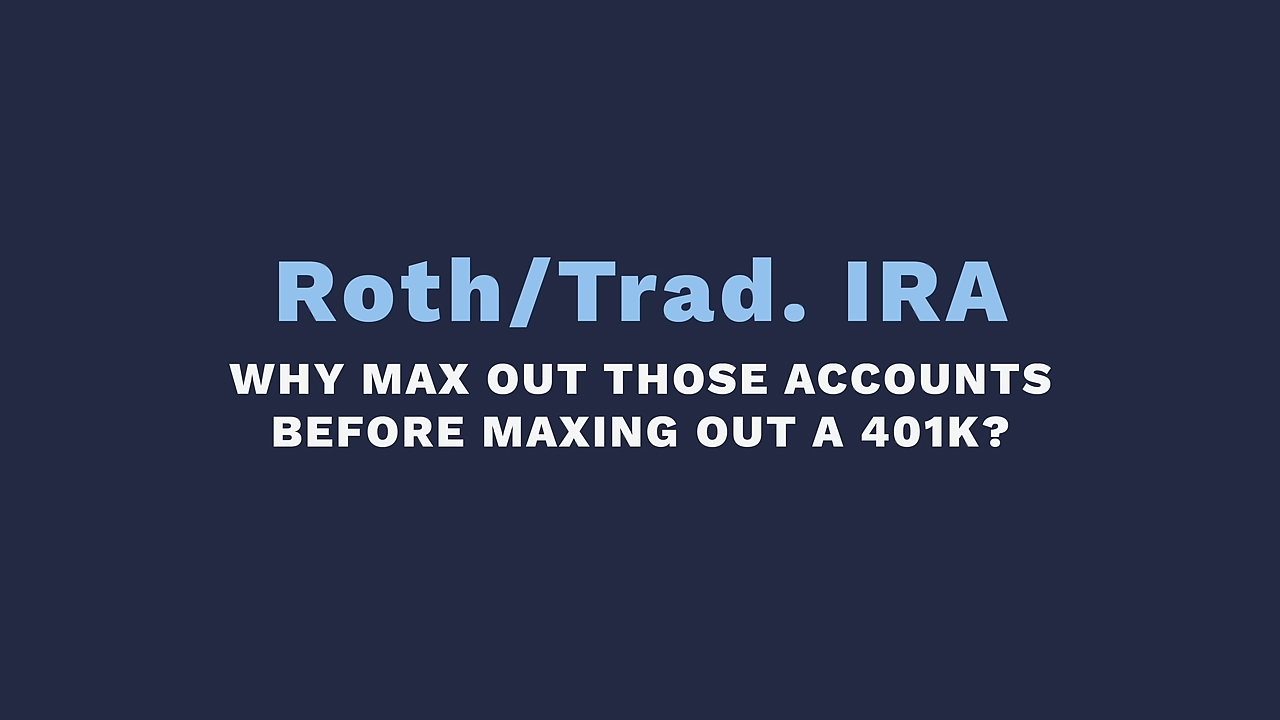 Roth/Trad. IRA
WHY MAX OUT THOSE ACCOUNTS
BEFORE MAXING OUT A 401K?